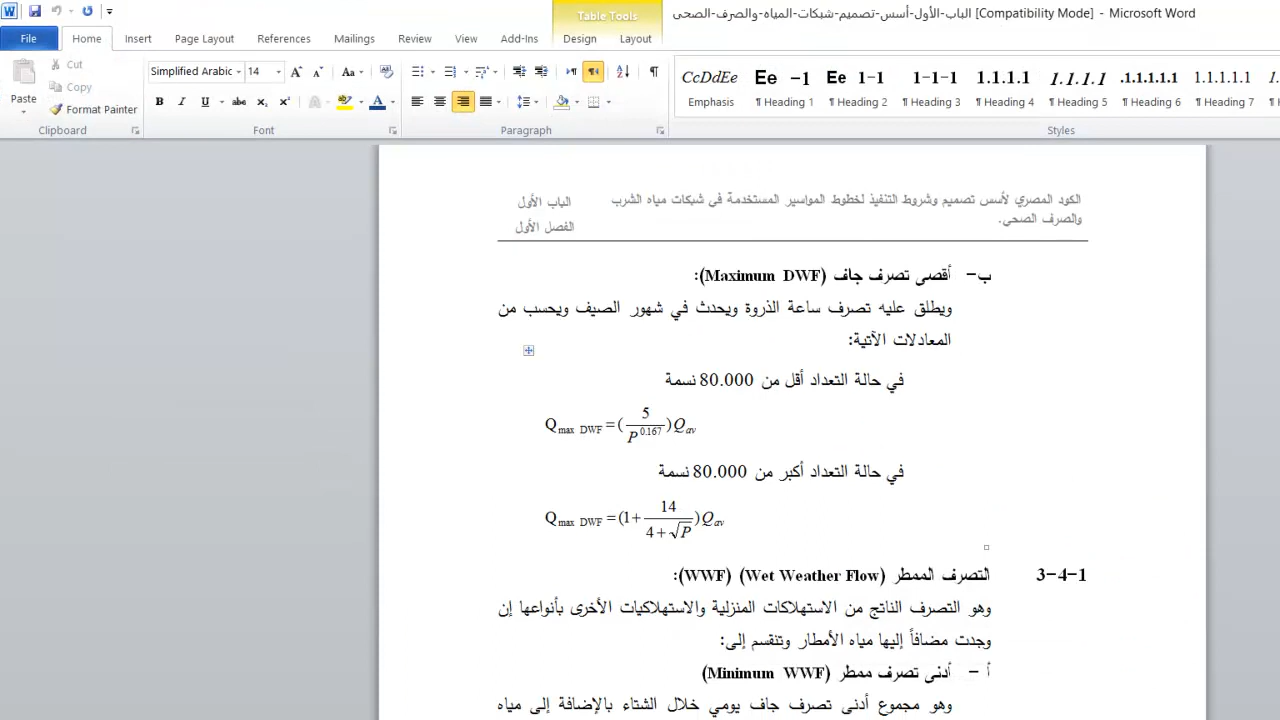 Table Tools
الباب-الأول-أسس-تصميم-شبكات-المياه-والصرف-الصحى [Compatibility Mode] - Microsoft Word
File Home Insert Page Layout References Mailings Review View Add-Ins Design Layout
Cut
Copy
Paste
Format Painter
Simplified Arabic 14
CcDdEe Ee -1 Ee 1-1 1-1-1 1.1.1.1 1.1.1.1 .1.1.1.1.1 1.1.1.1.1
Emphasis ¶ Heading 1 ¶ Heading 2 ¶ Heading 3 ¶ Heading 4 ¶ Heading 5 ¶ Heading 6 ¶ Heading 7
Clipboard Font Paragraph Styles
الكود المصري لأسس تصميم وشروط التنفيذ لخطوط المواسير المستخدمة في شبكات مياه الشرب
والصرف الصحي.
الباب الأول
الفصل الأول
ب- أقصى تصرف جاف (Maximum DWF):
ويطلق عليه تصرف ساعة الذروة ويحدث في شهور الصيف ويحسب من
المعادلات الآتية:
في حالة التعداد أقل من 80.000 نسمة
Q max DWF = (5 / P^0.167) Q av
في حالة التعداد أكبر من 80.000 نسمة
Q max DWF = (1 + 14 / (4 + √P)) Q av
3-4-1 التصرف الممطر (Wet Weather Flow) (WWF):
وهو التصرف الناتج من الاستهلاكات المنزلية والاستهلاكيات الأخرى بأنواعها إن
وجدت مضافاً إليها مياه الأمطار وتنقسم إلى:
أ - أدنى تصرف ممطر (Minimum WWF)
وهو مجموع أدنى تصرف جاف يومي خلال الشتاء بالإضافة إلى مياه